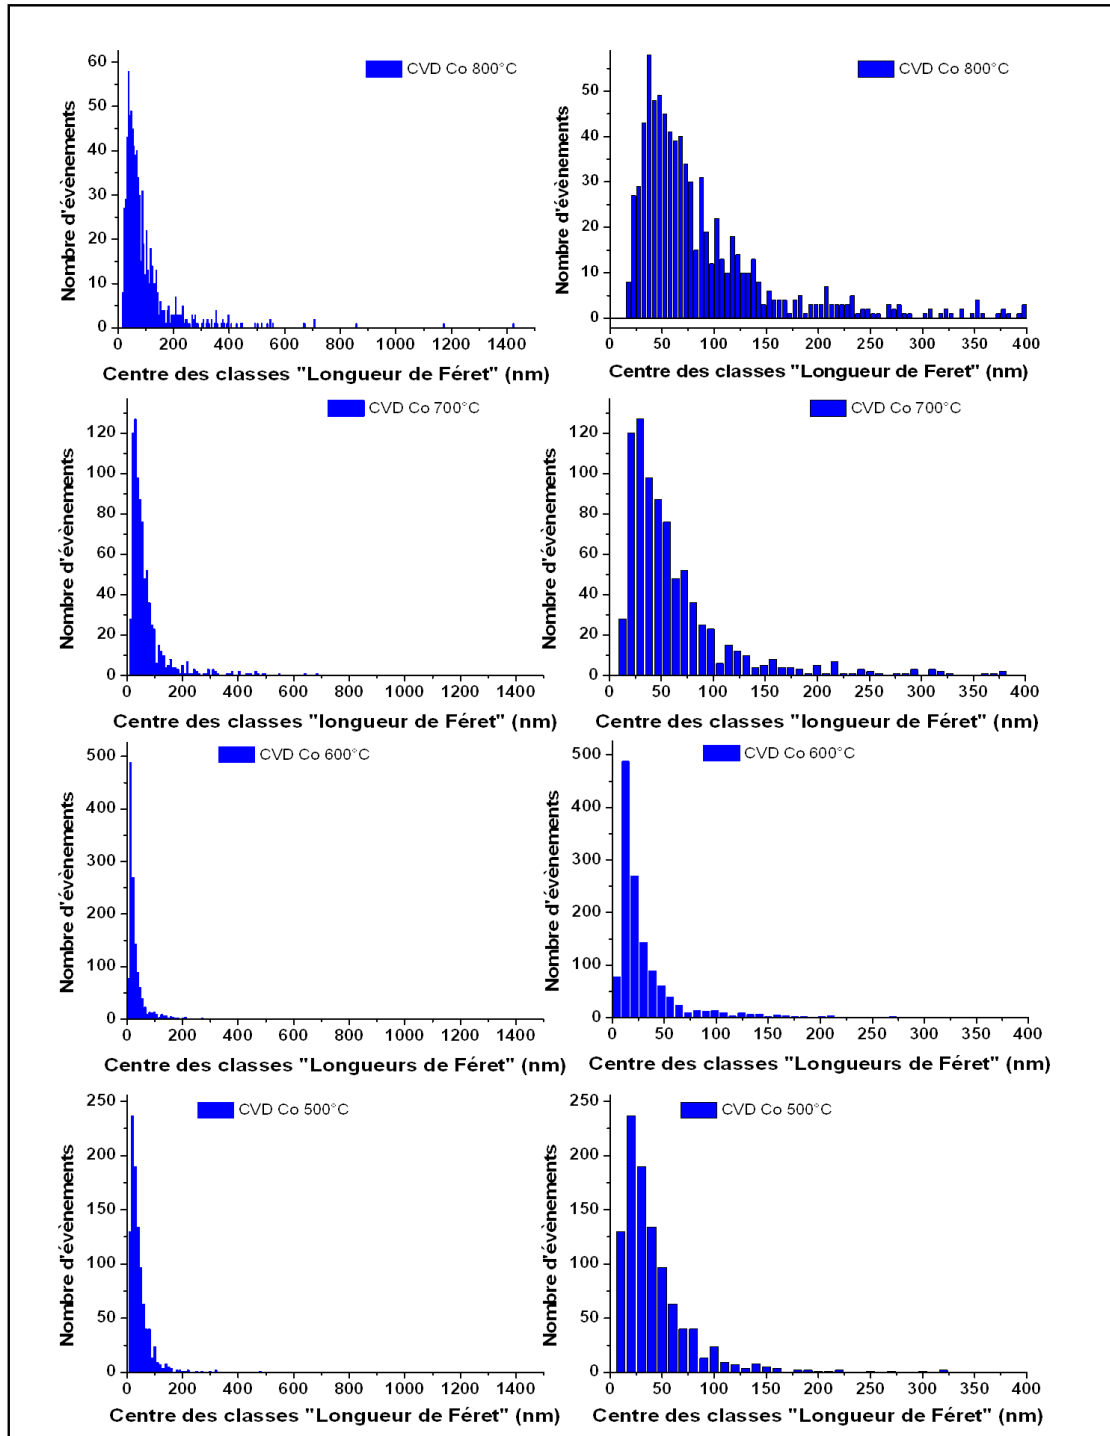 CVD Co 800°C
Nombre d'évènements
60
50
40
30
20
10
0
0 200 400 600 800 1000 1200 1400
Centre des classes "Longueur de Féret" (nm)
CVD Co 800°C
Nombre d'évènements
50
40
30
20
10
0
0 50 100 150 200 250 300 350 400
Centre des classes "Longueur de Feret" (nm)
CVD Co 700°C
Nombre d'évènements
120
100
80
60
40
20
0
0 200 400 600 800 1000 1200 1400
Centre des classes "longueur de Féret" (nm)
CVD Co 700°C
Nombre d'évènements
120
100
80
60
40
20
0
0 50 100 150 200 250 300 350 400
Centre des classes "longueur de Féret" (nm)
CVD Co 600°C
Nombre d'évènements
500
400
300
200
100
0
0 200 400 600 800 1000 1200 1400
Centre des classes "Longueurs de Féret" (nm)
CVD Co 600°C
Nombre d'évènements
500
400
300
200
100
0
0 50 100 150 200 250 300 350 400
Centre des classes "Longueurs de Féret" (nm)
CVD Co 500°C
Nombre d'évènements
250
200
150
100
50
0
0 200 400 600 800 1000 1200 1400
Centre des classes "Longueur de Féret" (nm)
CVD Co 500°C
Nombre d'évènements
250
200
150
100
50
0
0 50 100 150 200 250 300 350 400
Centre des classes "Longueur de Féret" (nm)